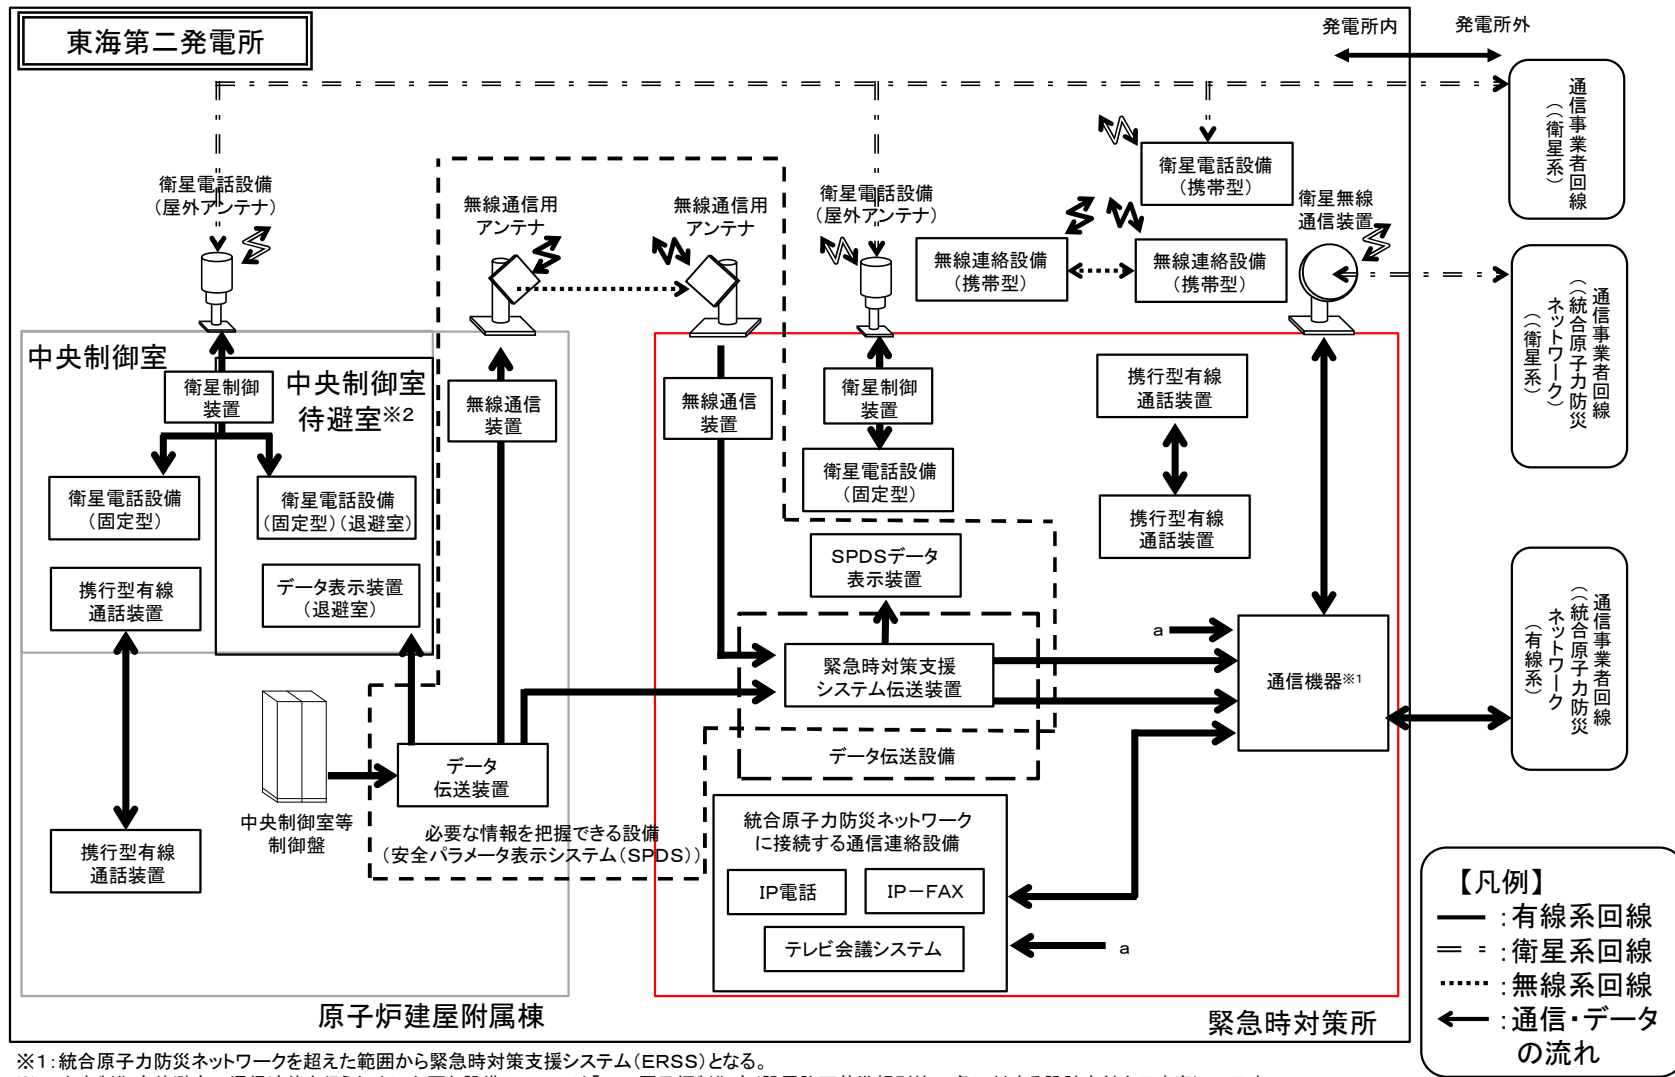 東海第二発電所
発電所内
発電所外
通信事業者回線
(衛星系)
衛星電話設備
(屋外アンテナ)
無線通信用
アンテナ
無線通信用
アンテナ
衛星電話設備
(屋外アンテナ)
衛星電話設備
(携帯型)
無線連絡設備
(携帯型)
無線連絡設備
(携帯型)
衛星無線
通信装置
通信事業者回線
(統合原子力防災
ネットワーク)
(衛星系)
中央制御室
衛星制御
装置
中央制御室
待避室※2
無線通信
装置
無線通信
装置
衛星制御
装置
携行型有線
通話装置
衛星電話設備
(固定型)
衛星電話設備
(固定型)(退避室)
衛星電話設備
(固定型)
携行型有線
通話装置
SPDSデータ
表示装置
携行型有線
通話装置
データ表示装置
(退避室)
通信事業者回線
(統合原子力防災
ネットワーク
(有線系)
a
緊急時対策支援
システム伝送装置
通信機器※1
データ伝送設備
データ
伝送装置
中央制御室等
制御盤
必要な情報を把握できる設備
(安全パラメータ表示システム(SPDS))
携行型有線
通話装置
統合原子力防災ネットワーク
に接続する通信連絡設備
IP電話
IP-FAX
テレビ会議システム
a
原子炉建屋附属棟
緊急時対策所
【凡例】
:有線系回線
:衛星系回線
:無線系回線
:通信・データ
の流れ
※1:統合原子力防災ネットワークを超えた範囲から緊急時対策支援システム(ERSS)となる。